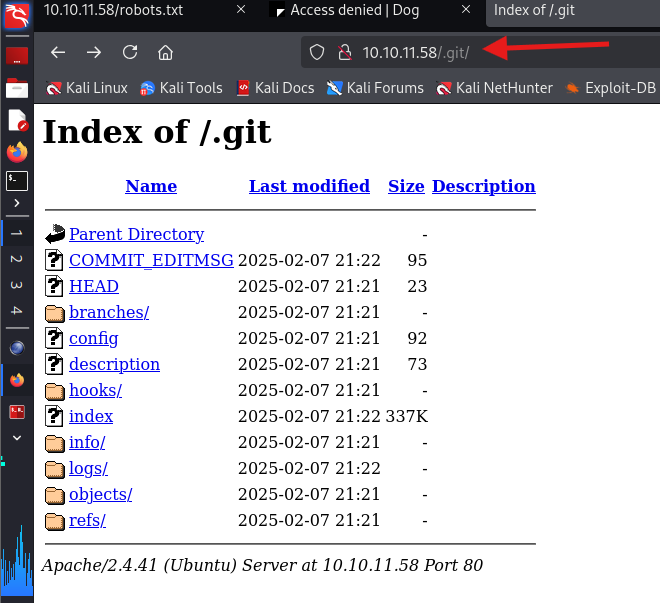 10.10.11.58/robots.txt × Access denied | Dog × Index of /.git
10.10.11.58/.git/
Kali Linux Kali Tools Kali Docs Kali Forums Kali NetHunter Exploit-DB
Index of /.git
Name Last modified Size Description
Parent Directory -
COMMIT_EDITMSG 2025-02-07 21:22 95
HEAD 2025-02-07 21:21 23
branches/ 2025-02-07 21:21 -
config 2025-02-07 21:21 92
description 2025-02-07 21:21 73
hooks/ 2025-02-07 21:21 -
index 2025-02-07 21:22 337K
info/ 2025-02-07 21:21 -
logs/ 2025-02-07 21:22 -
objects/ 2025-02-07 21:21 -
refs/ 2025-02-07 21:21 -
Apache/2.4.41 (Ubuntu) Server at 10.10.11.58 Port 80
1
2
3
4